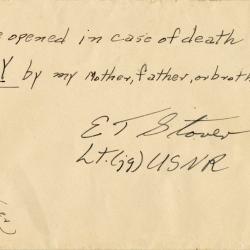 e opened in case of death
Y by my Mother, father, or broth
E T Stover
Lt. (jg) USNR